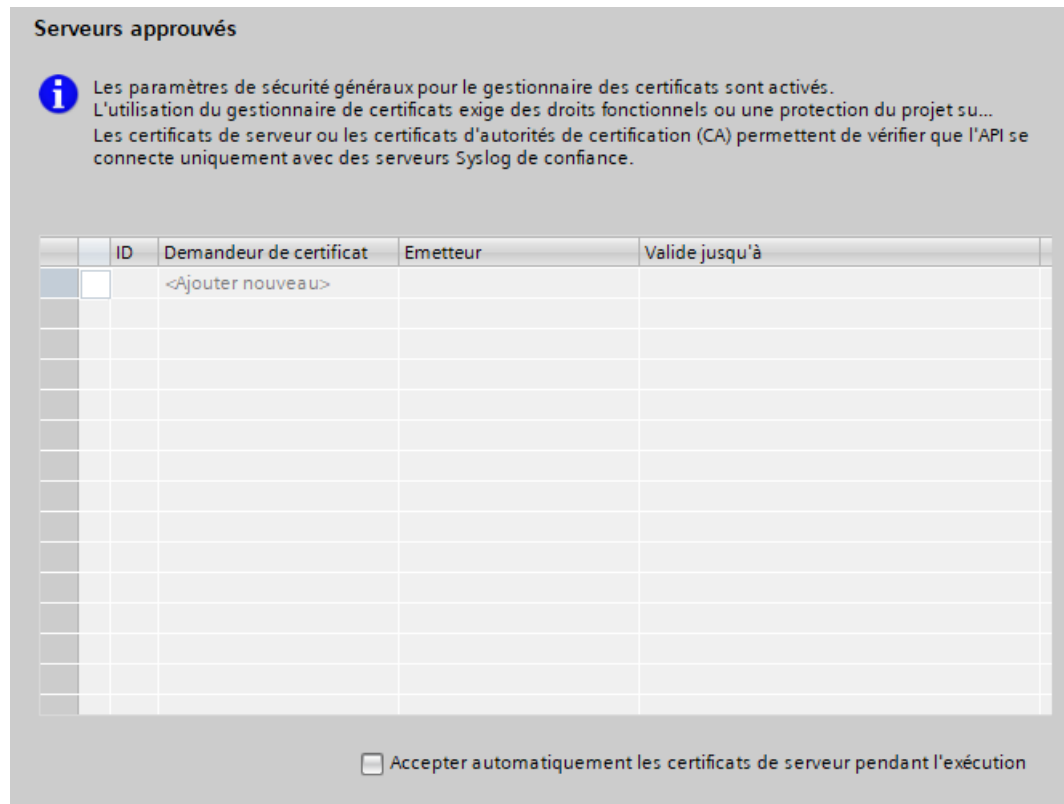 Serveurs approuvés
Les paramètres de sécurité généraux pour le gestionnaire des certificats sont activés.
L'utilisation du gestionnaire de certificats exige des droits fonctionnels ou une protection du projet su...
Les certificats de serveur ou les certificats d'autorités de certification (CA) permettent de vérifier que l'API se
connecte uniquement avec des serveurs Syslog de confiance.
ID Demandeur de certificat Emetteur Valide jusqu'à
<Ajouter nouveau>
Accepter automatiquement les certificats de serveur pendant l'exécution